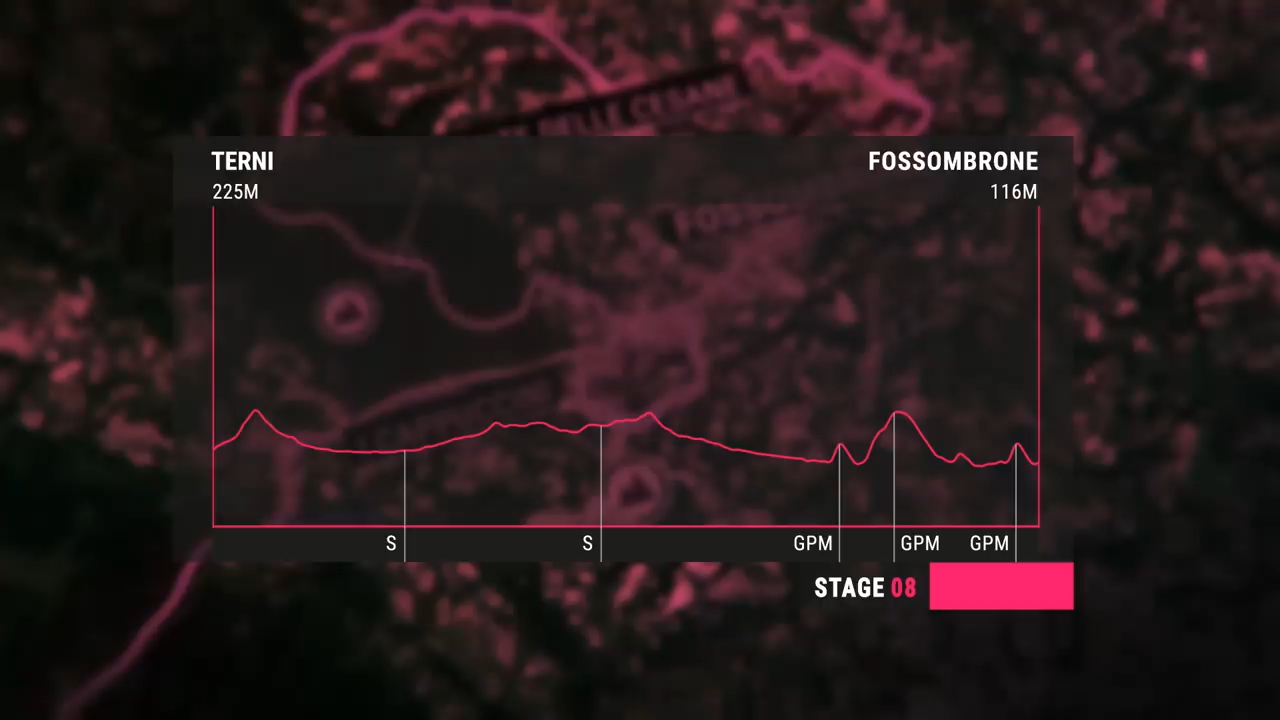 TERNI
225M
FOSSOMBRONE
116M
S
S
GPM
GPM
GPM
STAGE 08